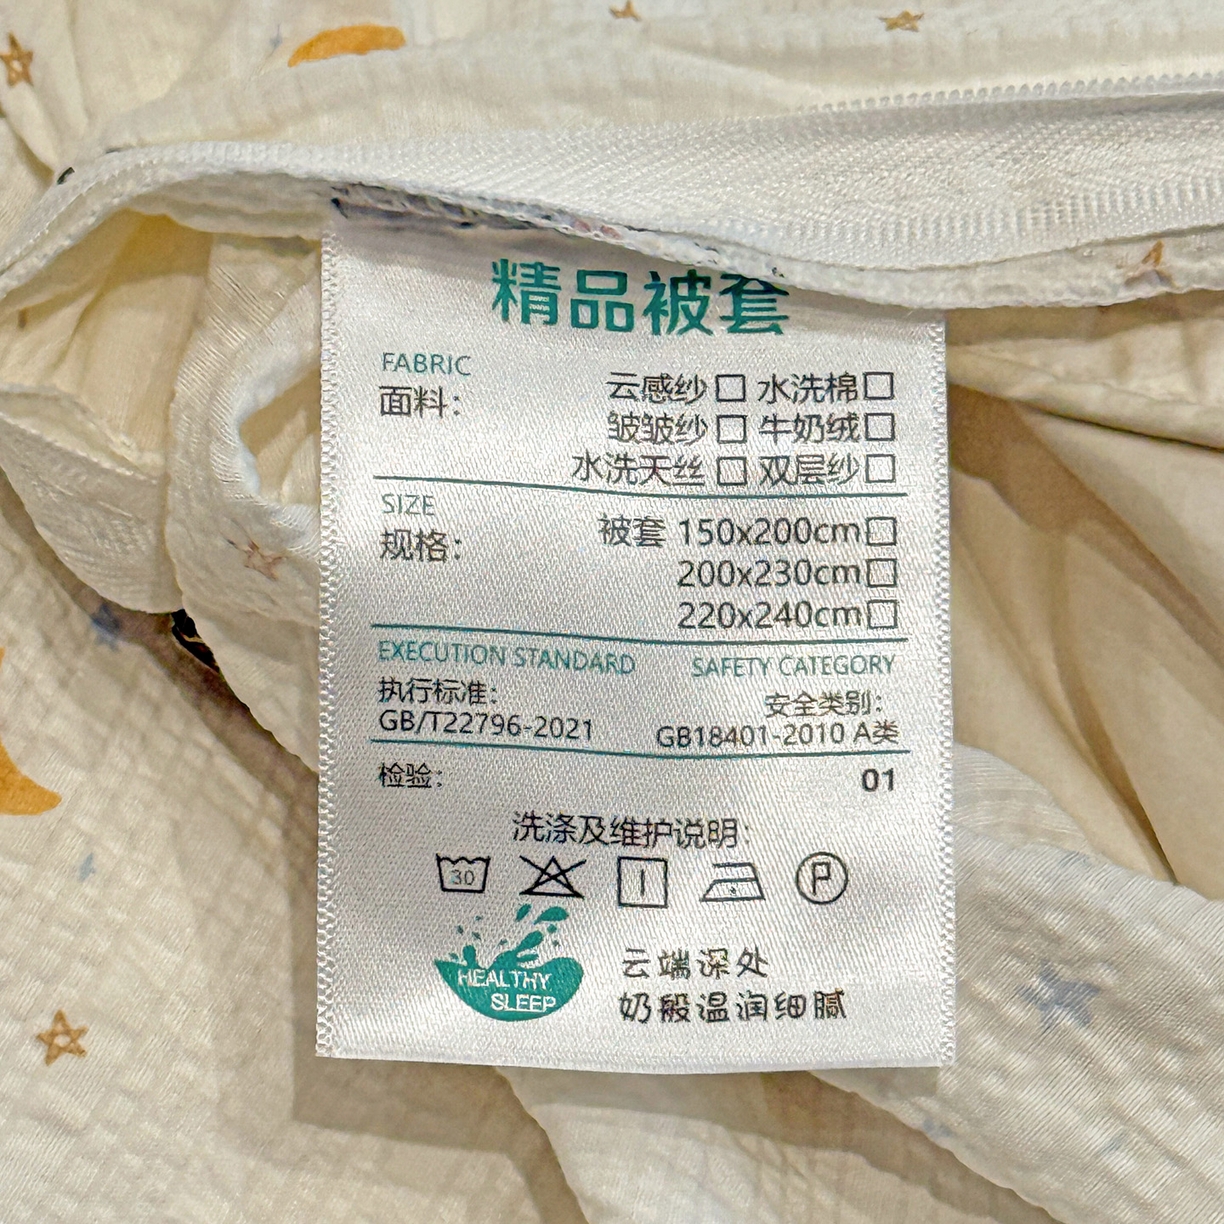 精品被套
FABRIC
面料：
云感纱□ 水洗棉□
皱皱纱□ 牛奶绒□
水洗天丝□ 双层纱□
SIZE
规格：
被套 150x200cm□
200x230cm□
220x240cm□
EXECUTION STANDARD
执行标准：
GB/T22796-2021
SAFETY CATEGORY
安全类别：
GB18401-2010 A类
检验：
01
洗涤及维护说明：
30
P
HEALTHY
SLEEP
云端深处
奶般温润细腻